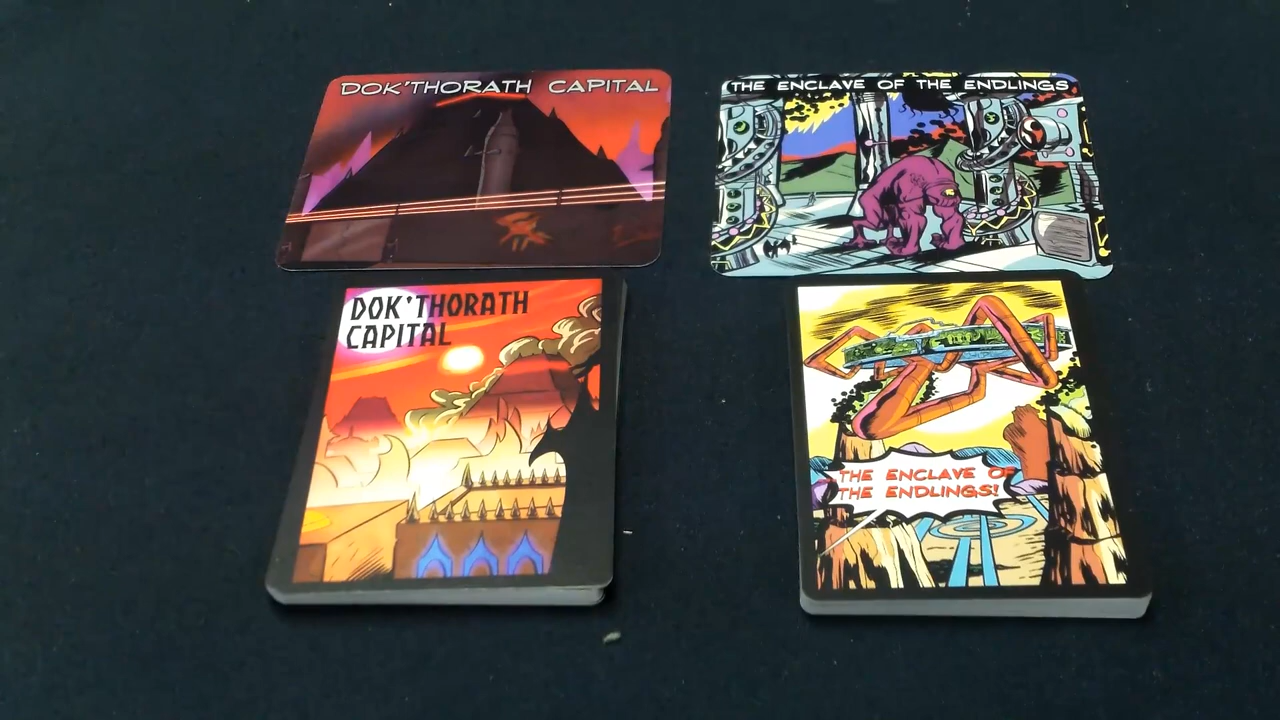 DOK'THORATH CAPITAL
THE ENCLAVE OF THE ENDLINGS
DOK'THORATH
CAPITAL
THE ENCLAVE OF
THE ENDLINGS!